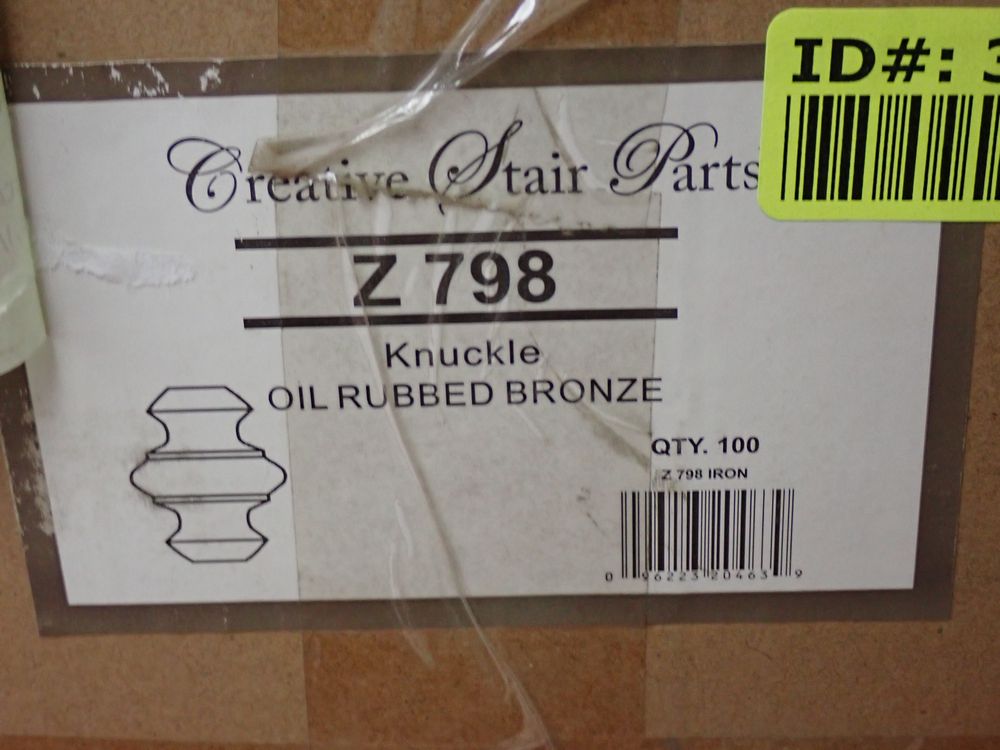 ID#: 3
Creative Stair Parts
Z 798
Knuckle
OIL RUBBED BRONZE
QTY. 100
Z 798 IRON
0 96223 20463 9